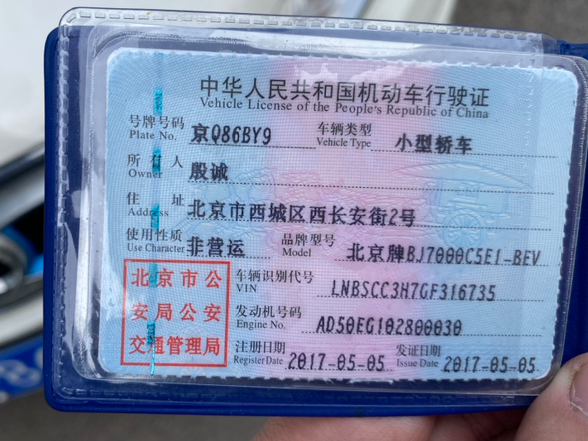 中华人民共和国机动车行驶证
Vehicle License of the People's Republic of China
号牌号码 Plate No. 京Q86BY9 车辆类型 Vehicle Type 小型轿车
所有人 Owner 殷诚
住址 Address 北京市西城区西长安街2号
使用性质 Use Character 非营运 品牌型号 Model 北京牌BJ7000C5E1-BEV
北京市公安局公安交通管理局
车辆识别代号 VIN LNBSCC3H7GF316735
发动机号码 Engine No. AD50EG102800030
注册日期 Register Date 2017-05-05 发证日期 Issue Date 2017-05-05